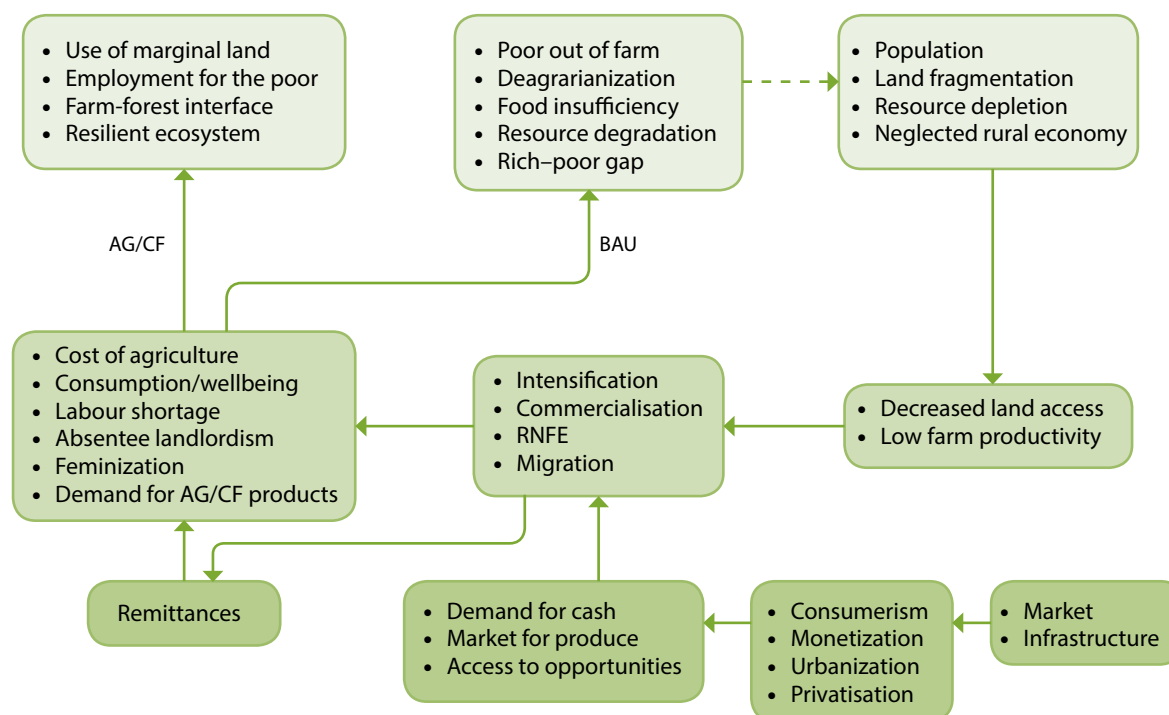 • Use of marginal land
• Employment for the poor
• Farm-forest interface
• Resilient ecosystem
• Poor out of farm
• Deagrarianization
• Food insufficiency
• Resource degradation
• Rich–poor gap
• Population
• Land fragmentation
• Resource depletion
• Neglected rural economy
AG/CF
BAU
• Cost of agriculture
• Consumption/wellbeing
• Labour shortage
• Absentee landlordism
• Feminization
• Demand for AG/CF products
• Intensification
• Commercialisation
• RNFE
• Migration
• Decreased land access
• Low farm productivity
Remittances
• Demand for cash
• Market for produce
• Access to opportunities
• Consumerism
• Monetization
• Urbanization
• Privatisation
• Market
• Infrastructure